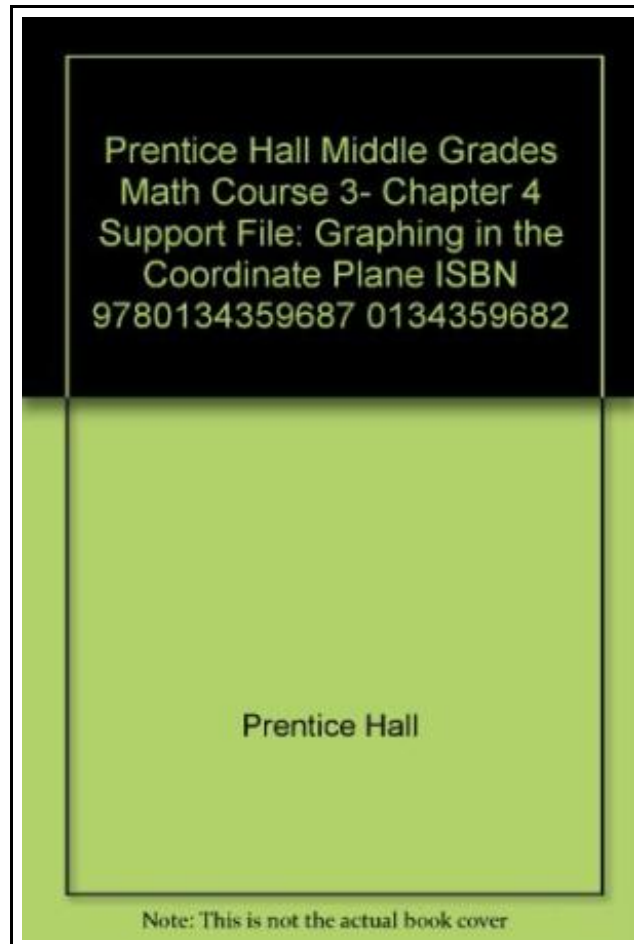 Prentice Hall Middle Grades
Math Course 3- Chapter 4
Support File: Graphing in the
Coordinate Plane ISBN
9780134359687 0134359682
Prentice Hall
Note: This is not the actual book cover